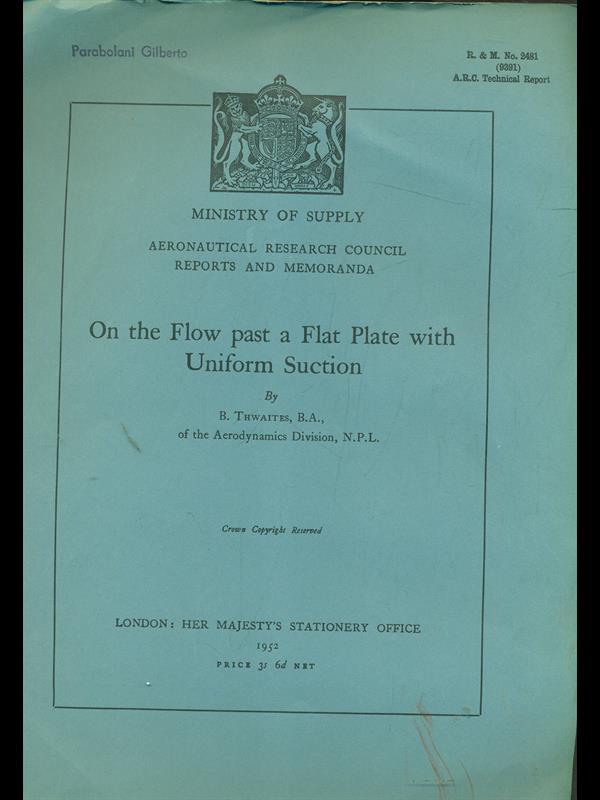 Parabolani Gilberto
R. & M. No. 2481
(9391)
A.R.C. Technical Report
MINISTRY OF SUPPLY
AERONAUTICAL RESEARCH COUNCIL
REPORTS AND MEMORANDA
On the Flow past a Flat Plate with
Uniform Suction
By
B. THWAITES, B.A.,
of the Aerodynamics Division, N.P.L.
Crown Copyright Reserved
LONDON: HER MAJESTY'S STATIONERY OFFICE
1952
PRICE 3s 6d NET